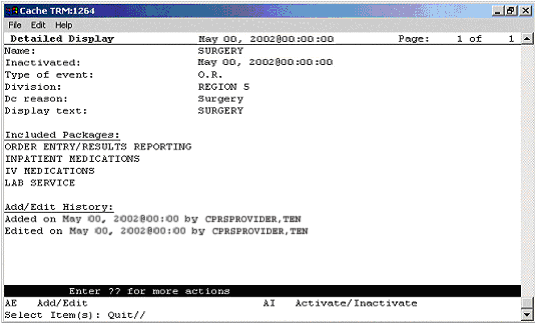 Cache TRM:1264
File Edit Help
Detailed Display May 00, 2002@00:00:00 Page: 1 of 1
Name: SURGERY
Inactivated: May 00, 2002@00:00:00
Type of event: O.R.
Division: REGION 5
Dc reason: Surgery
Display text: SURGERY
Included Packages:
ORDER ENTRY/RESULTS REPORTING
INPATIENT MEDICATIONS
IV MEDICATIONS
LAB SERVICE
Add/Edit History:
Added on May 00, 2002@00:00 by CPRSPROVIDER,TEN
Edited on May 00, 2002@00:00 by CPRSPROVIDER,TEN
Enter ?? for more actions
AE Add/Edit AI Activate/Inactivate
Select Item(s): Quit//